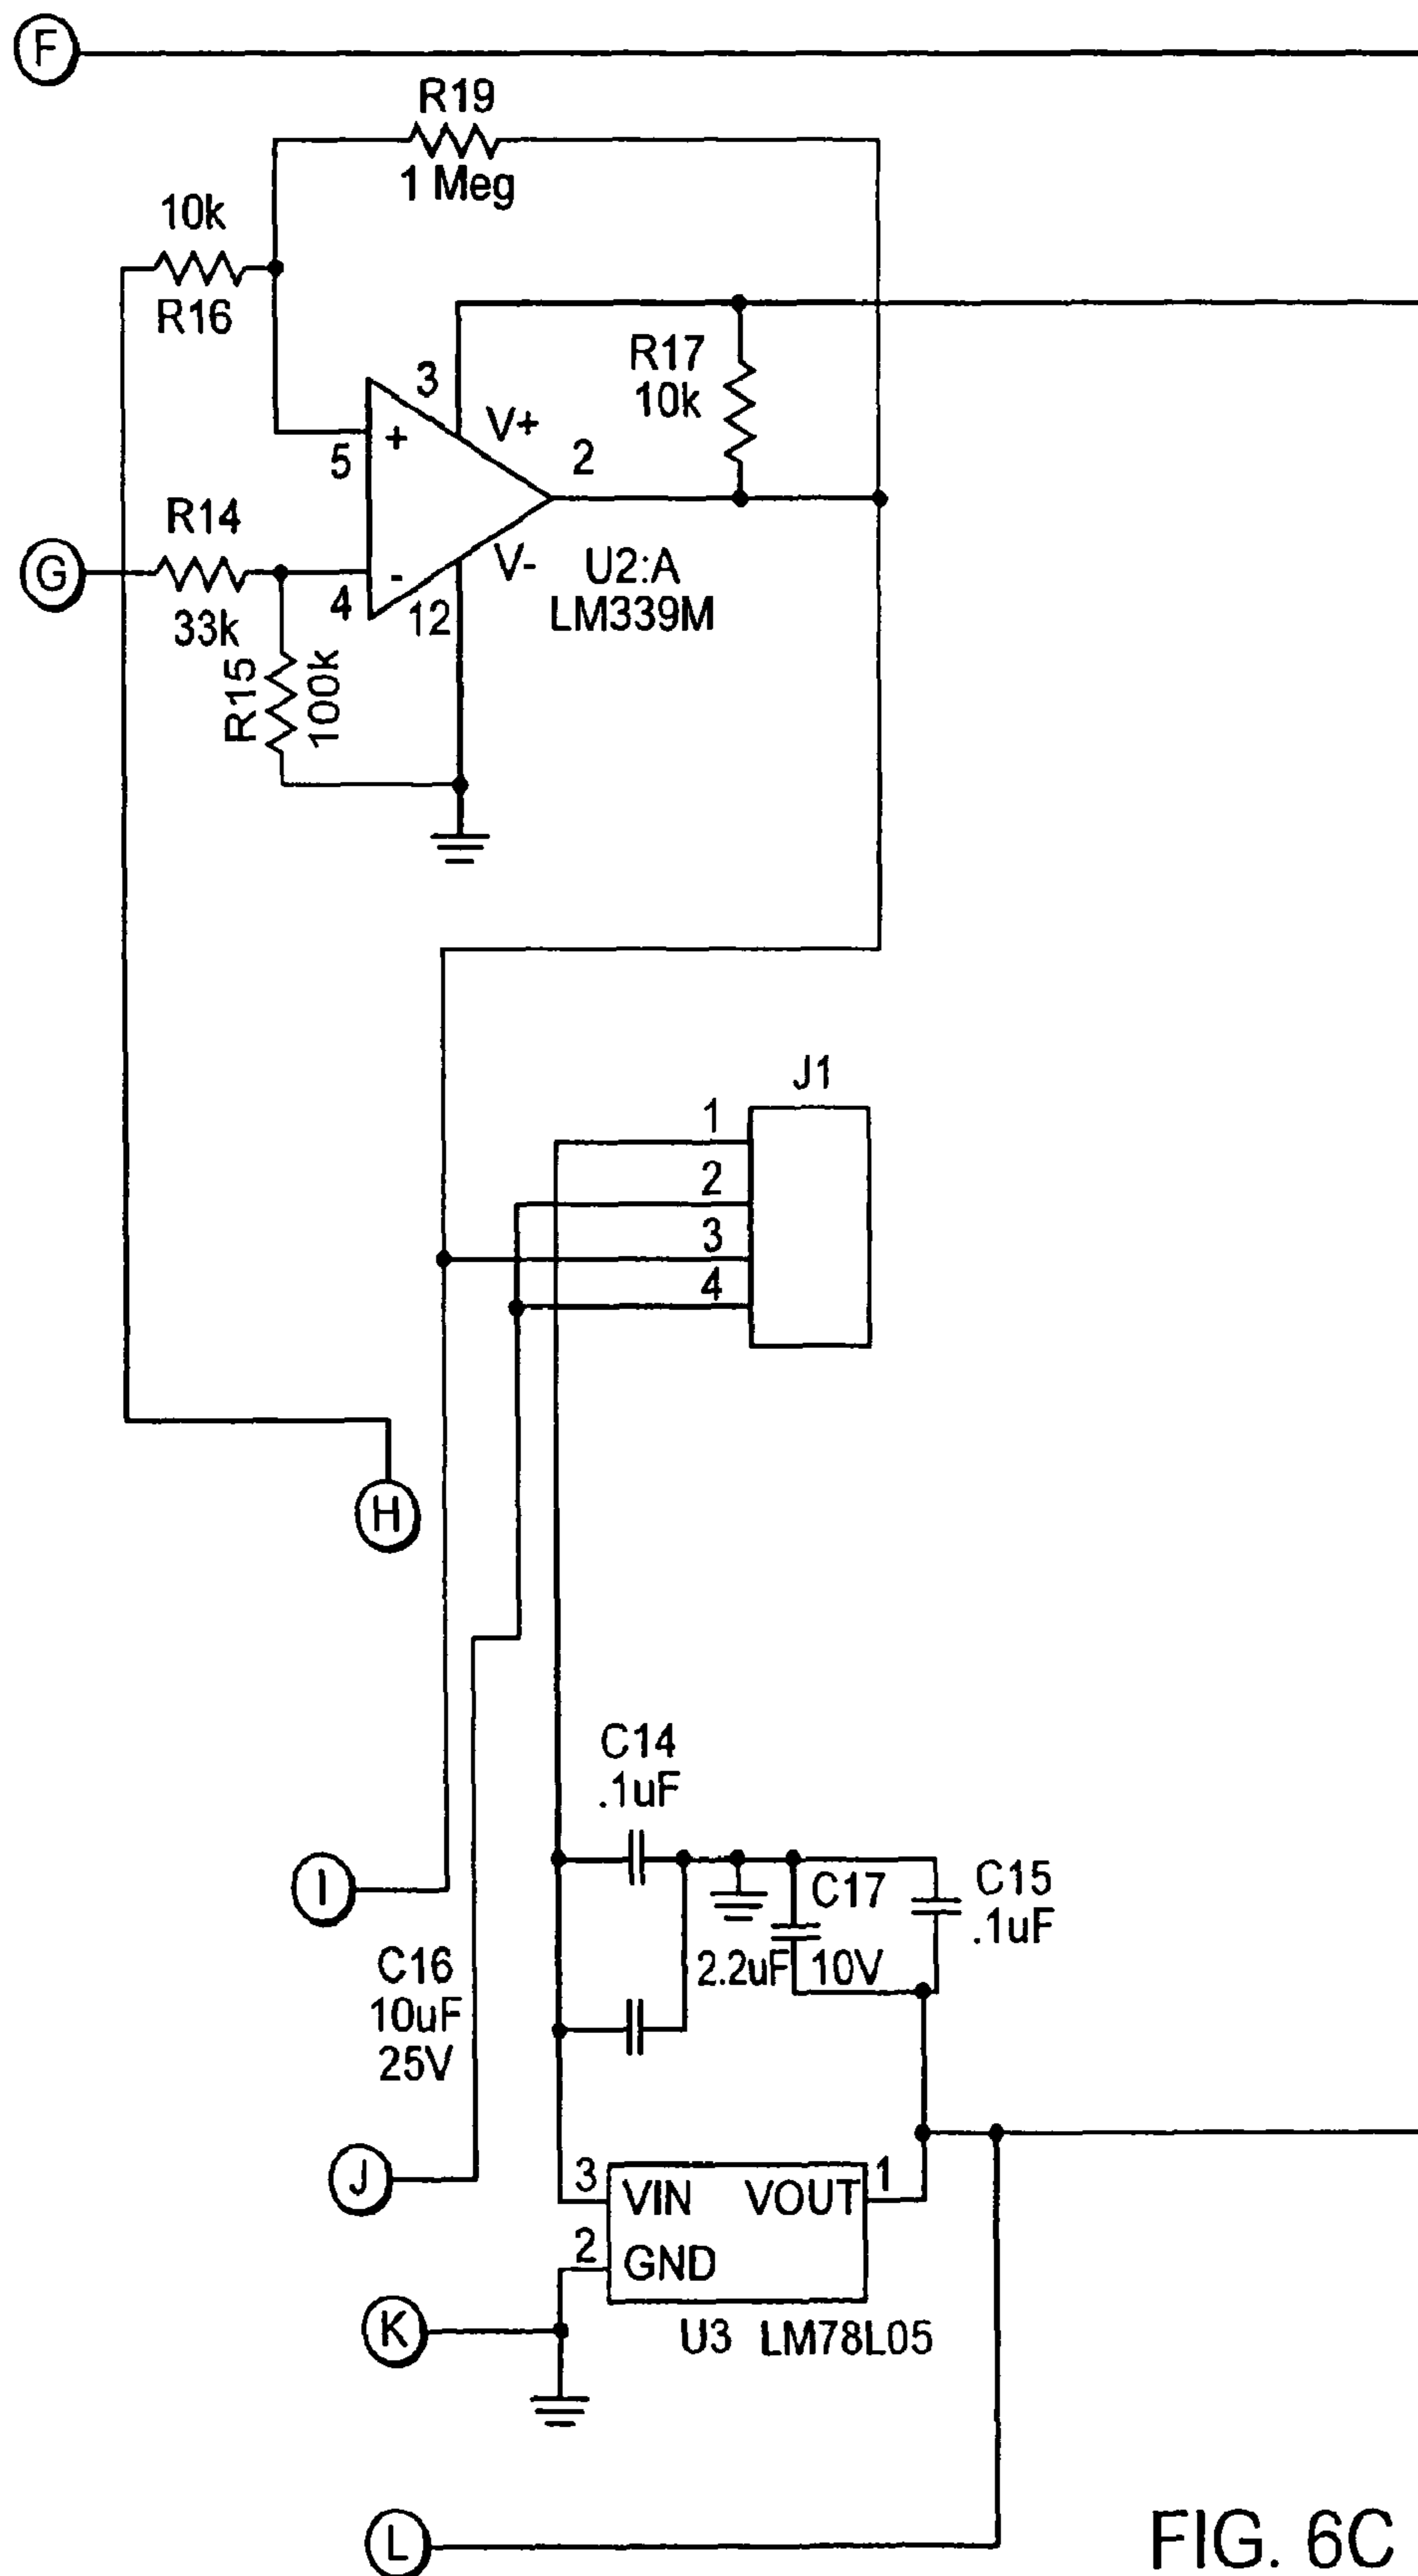 F
R19
1 Meg
10k
R16
R17
10k
3
V+
+
5
2
R14
G
33k
-
4
V-
12
U2:A
LM339M
R15
100k
J1
1
2
3
4
H
C14
.1uF
I
C17
C15
.1uF
2.2uF
10V
C16
10uF
25V
J
3
VIN
VOUT
1
2
GND
K
U3 LM78L05
L
FIG. 6C